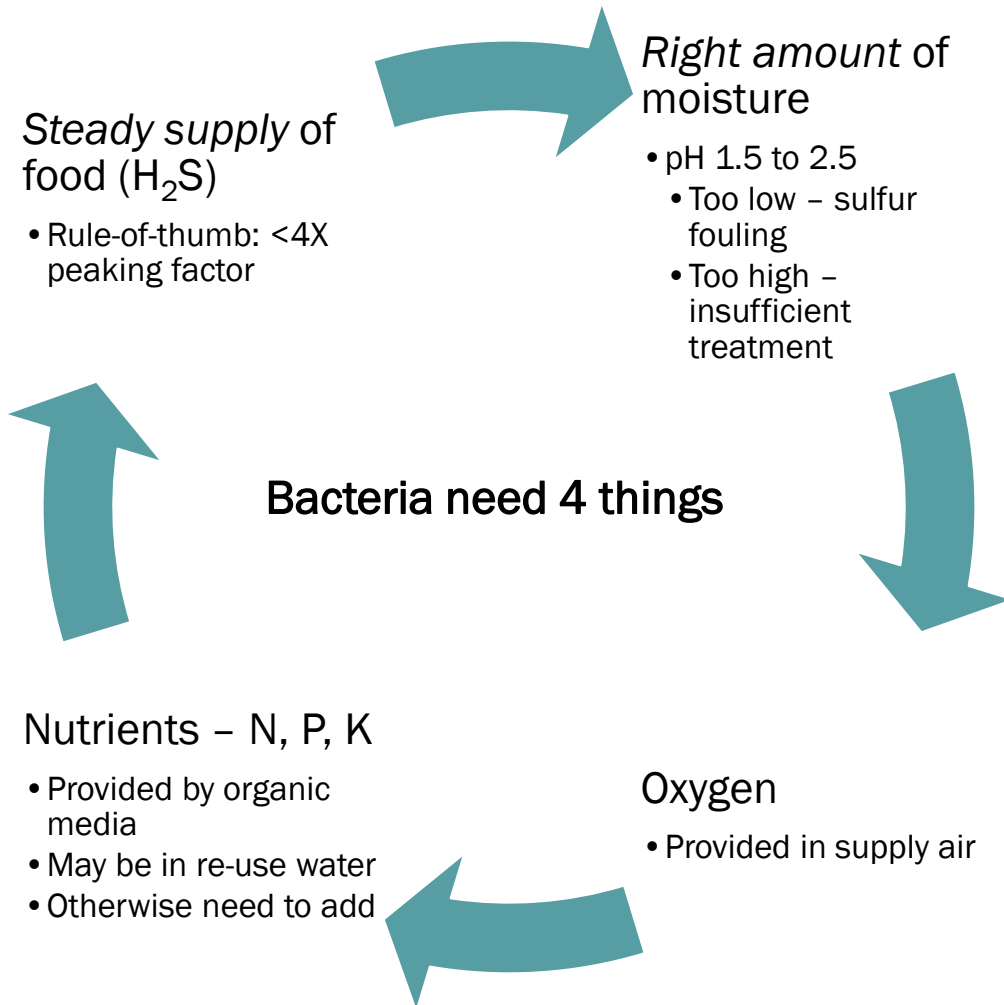 Steady supply of
food (H₂S)
• Rule-of-thumb: <4X
peaking factor
Right amount of
moisture
• pH 1.5 to 2.5
• Too low – sulfur
fouling
• Too high –
insufficient
treatment
Bacteria need 4 things
Nutrients – N, P, K
• Provided by organic
media
• May be in re-use water
• Otherwise need to add
Oxygen
• Provided in supply air